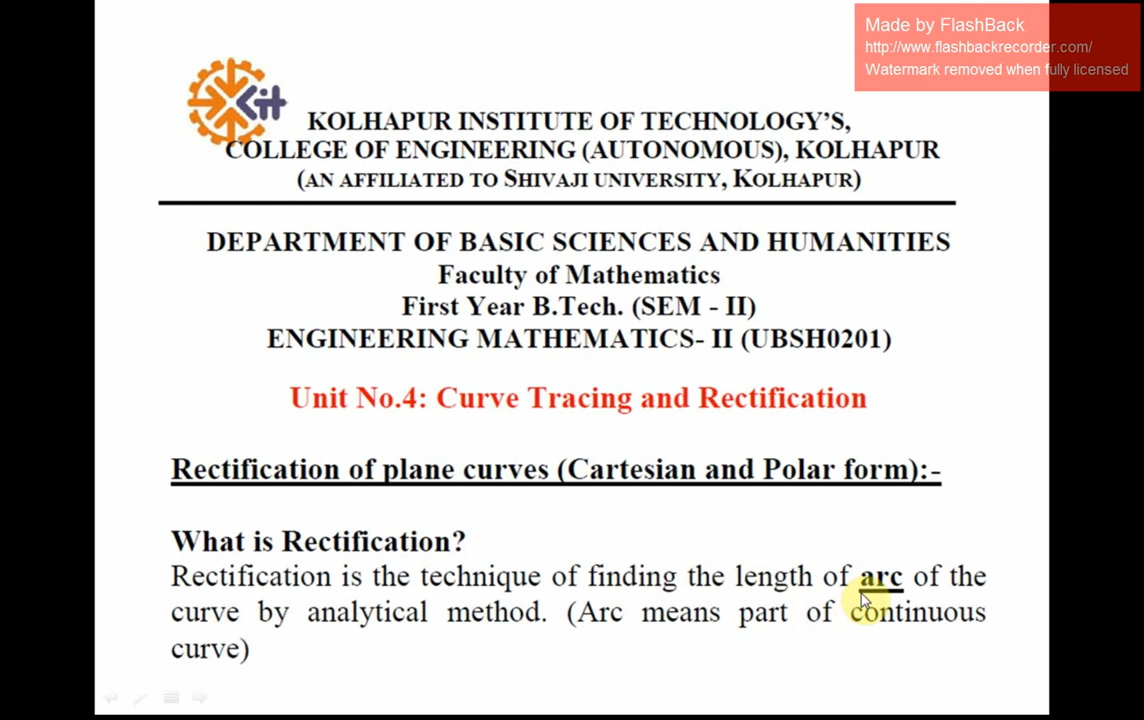 Made by FlashBack
http://www.flashbackrecorder.com/
Watermark removed when fully licensed
KOLHAPUR INSTITUTE OF TECHNOLOGY'S,
COLLEGE OF ENGINEERING (AUTONOMOUS), KOLHAPUR
(AN AFFILIATED TO SHIVAJI UNIVERSITY, KOLHAPUR)
DEPARTMENT OF BASIC SCIENCES AND HUMANITIES
Faculty of Mathematics
First Year B.Tech. (SEM - II)
ENGINEERING MATHEMATICS- II (UBSH0201)
Unit No.4: Curve Tracing and Rectification
Rectification of plane curves (Cartesian and Polar form):-
What is Rectification?
Rectification is the technique of finding the length of arc of the
curve by analytical method. (Arc means part of continuous
curve)